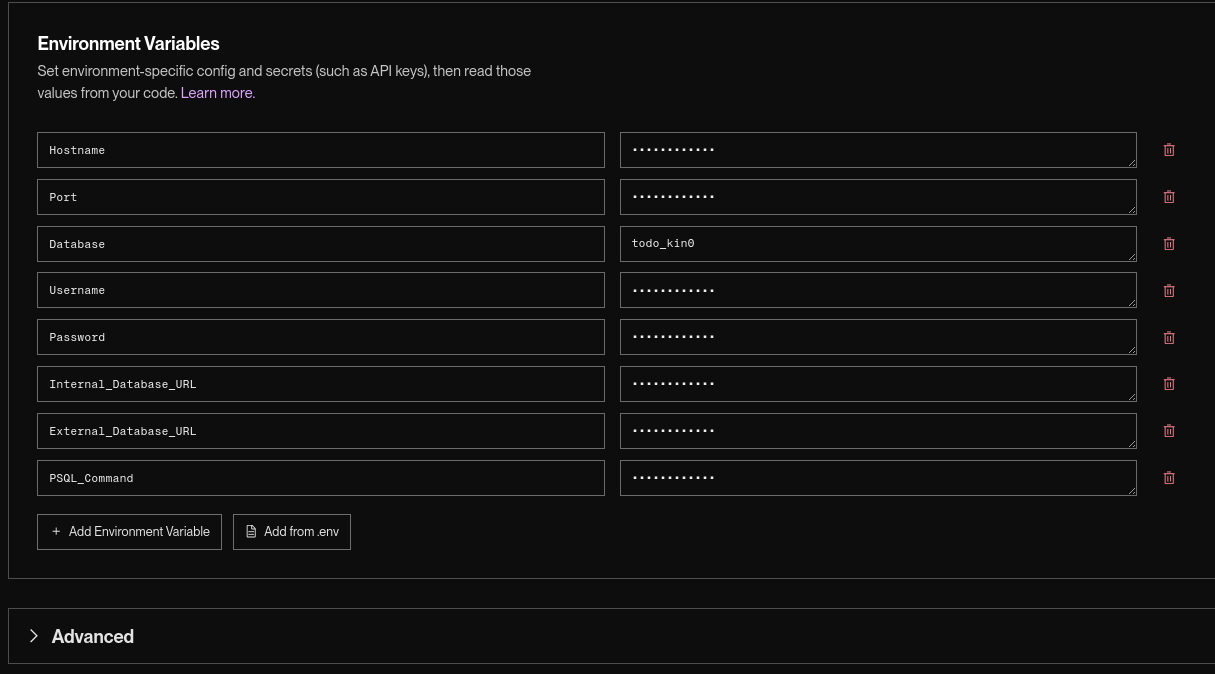 Environment Variables
Set environment-specific config and secrets (such as API keys), then read those
values from your code. Learn more.
Hostname ••••••••••••
Port ••••••••••••
Database todo_kin0
Username ••••••••••••
Password ••••••••••••
Internal_Database_URL ••••••••••••
External_Database_URL ••••••••••••
PSQL_Command ••••••••••••
+ Add Environment Variable Add from .env
Advanced